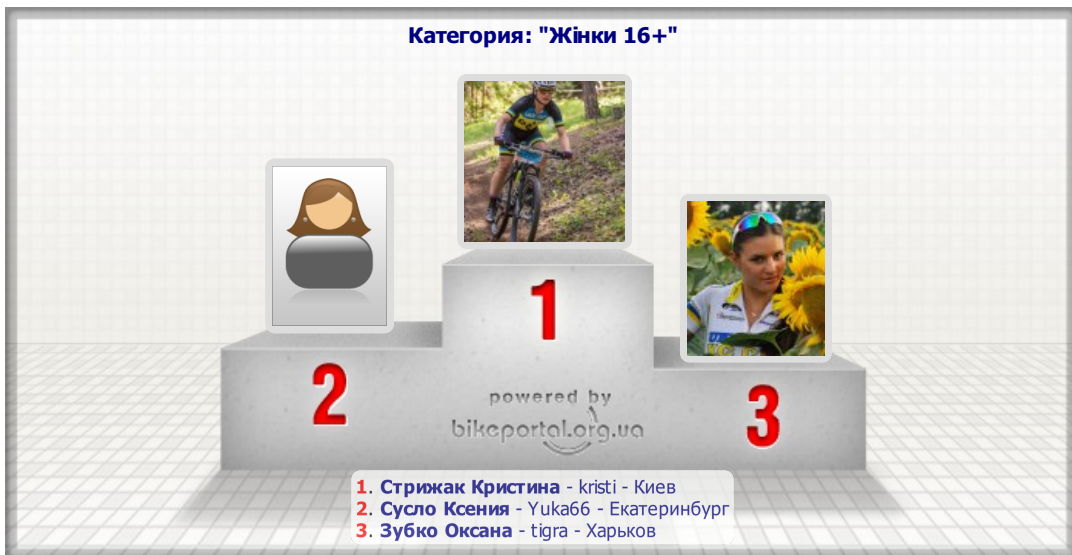 Категория: "Жінки 16+"
1
2
3
powered by
bikeportal.org.ua
1. Стрижак Кристина - kristi - Киев
2. Сусло Ксения - Yuka66 - Екатеринбург
3. Зубко Оксана - tigra - Харьков